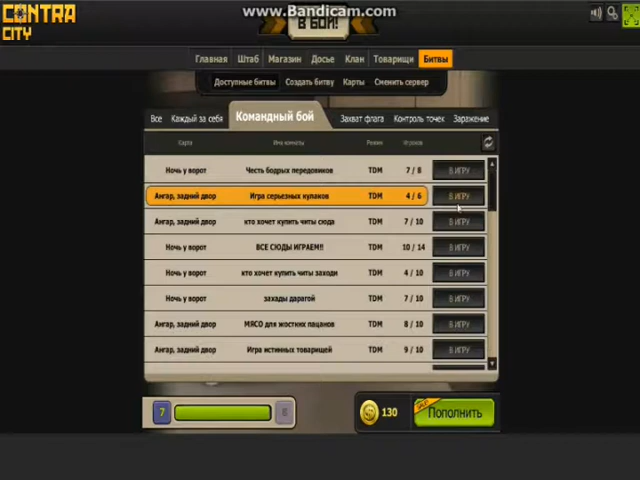 CONTRA
CITY
www.Bandicam.com
В БОЙ!
Главная Штаб Магазин Досье Клан Товарищи Битвы
Доступные битвы Создать битву Карты Сменить сервер
Все Каждый за себя Командный бой Захват флага Контроль точек Заражение
Карта Имя комнаты Режим Игроков
Ночь у ворот Честь бодрых передовиков TDM 7 / 8 В ИГРУ
Ангар, задний двор Игра серьезных кулаков TDM 4 / 6 В ИГРУ
Ангар, задний двор кто хочет купить читы сюда TDM 7 / 10 В ИГРУ
Ночь у ворот ВСЕ СЮДЫ ИГРАЕМ!! TDM 10 / 14 В ИГРУ
Ночь у ворот кто хочет купить читы заходи TDM 4 / 10 В ИГРУ
Ночь у ворот захады дарагой TDM 7 / 10 В ИГРУ
Ангар, задний двор МЯСО для жостких пацанов TDM 8 / 10 В ИГРУ
Ангар, задний двор Игра истинных товарищей TDM 9 / 10 В ИГРУ
7 8 130 Пополнить